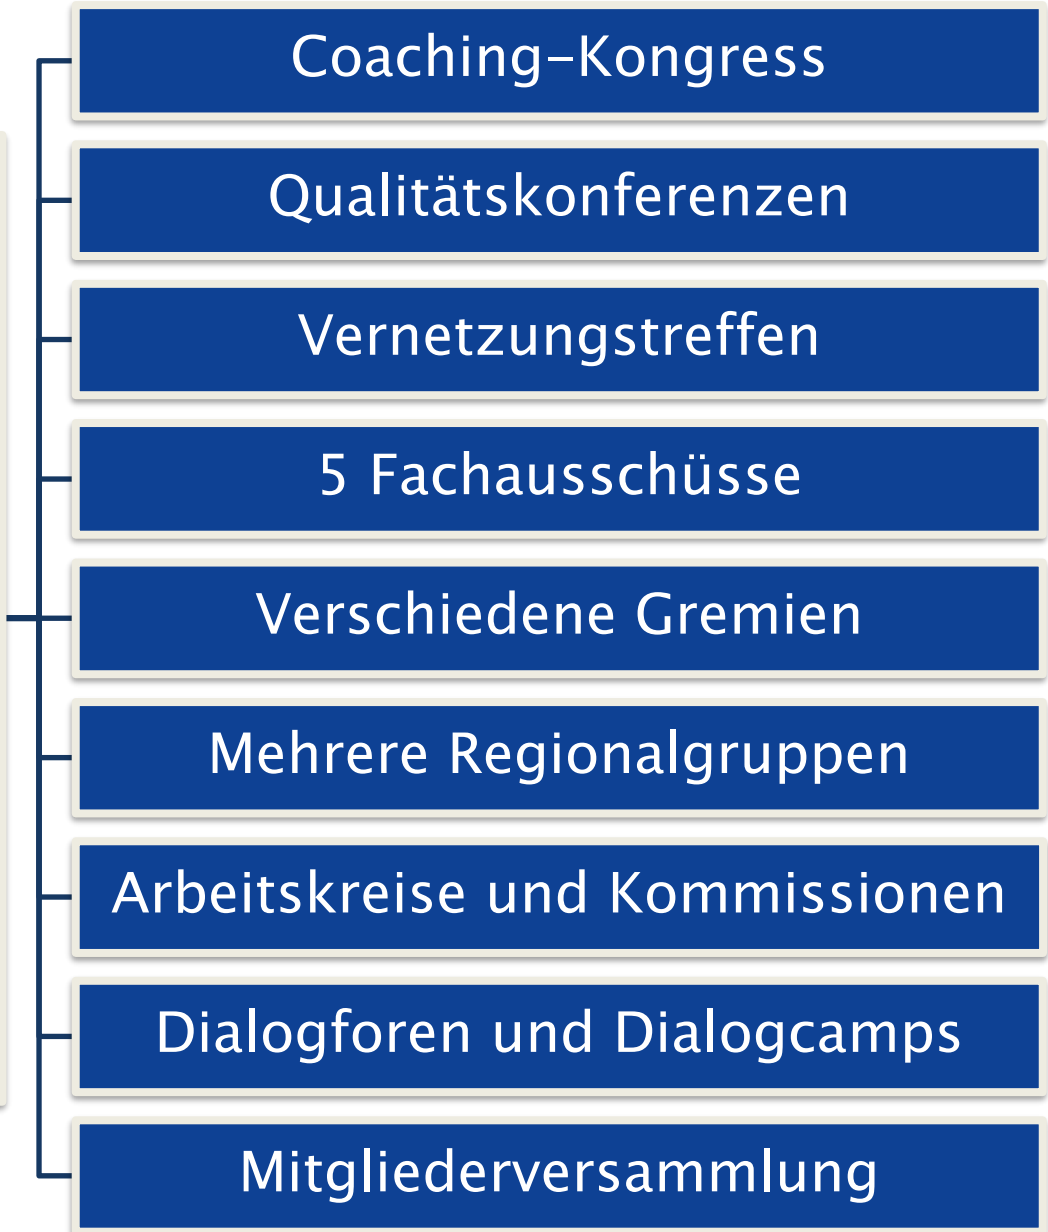 Coaching-Kongress
Qualitätskonferenzen
Vernetzungstreffen
5 Fachausschüsse
Verschiedene Gremien
Mehrere Regionalgruppen
Arbeitskreise und Kommissionen
Dialogforen und Dialogcamps
Mitgliederversammlung